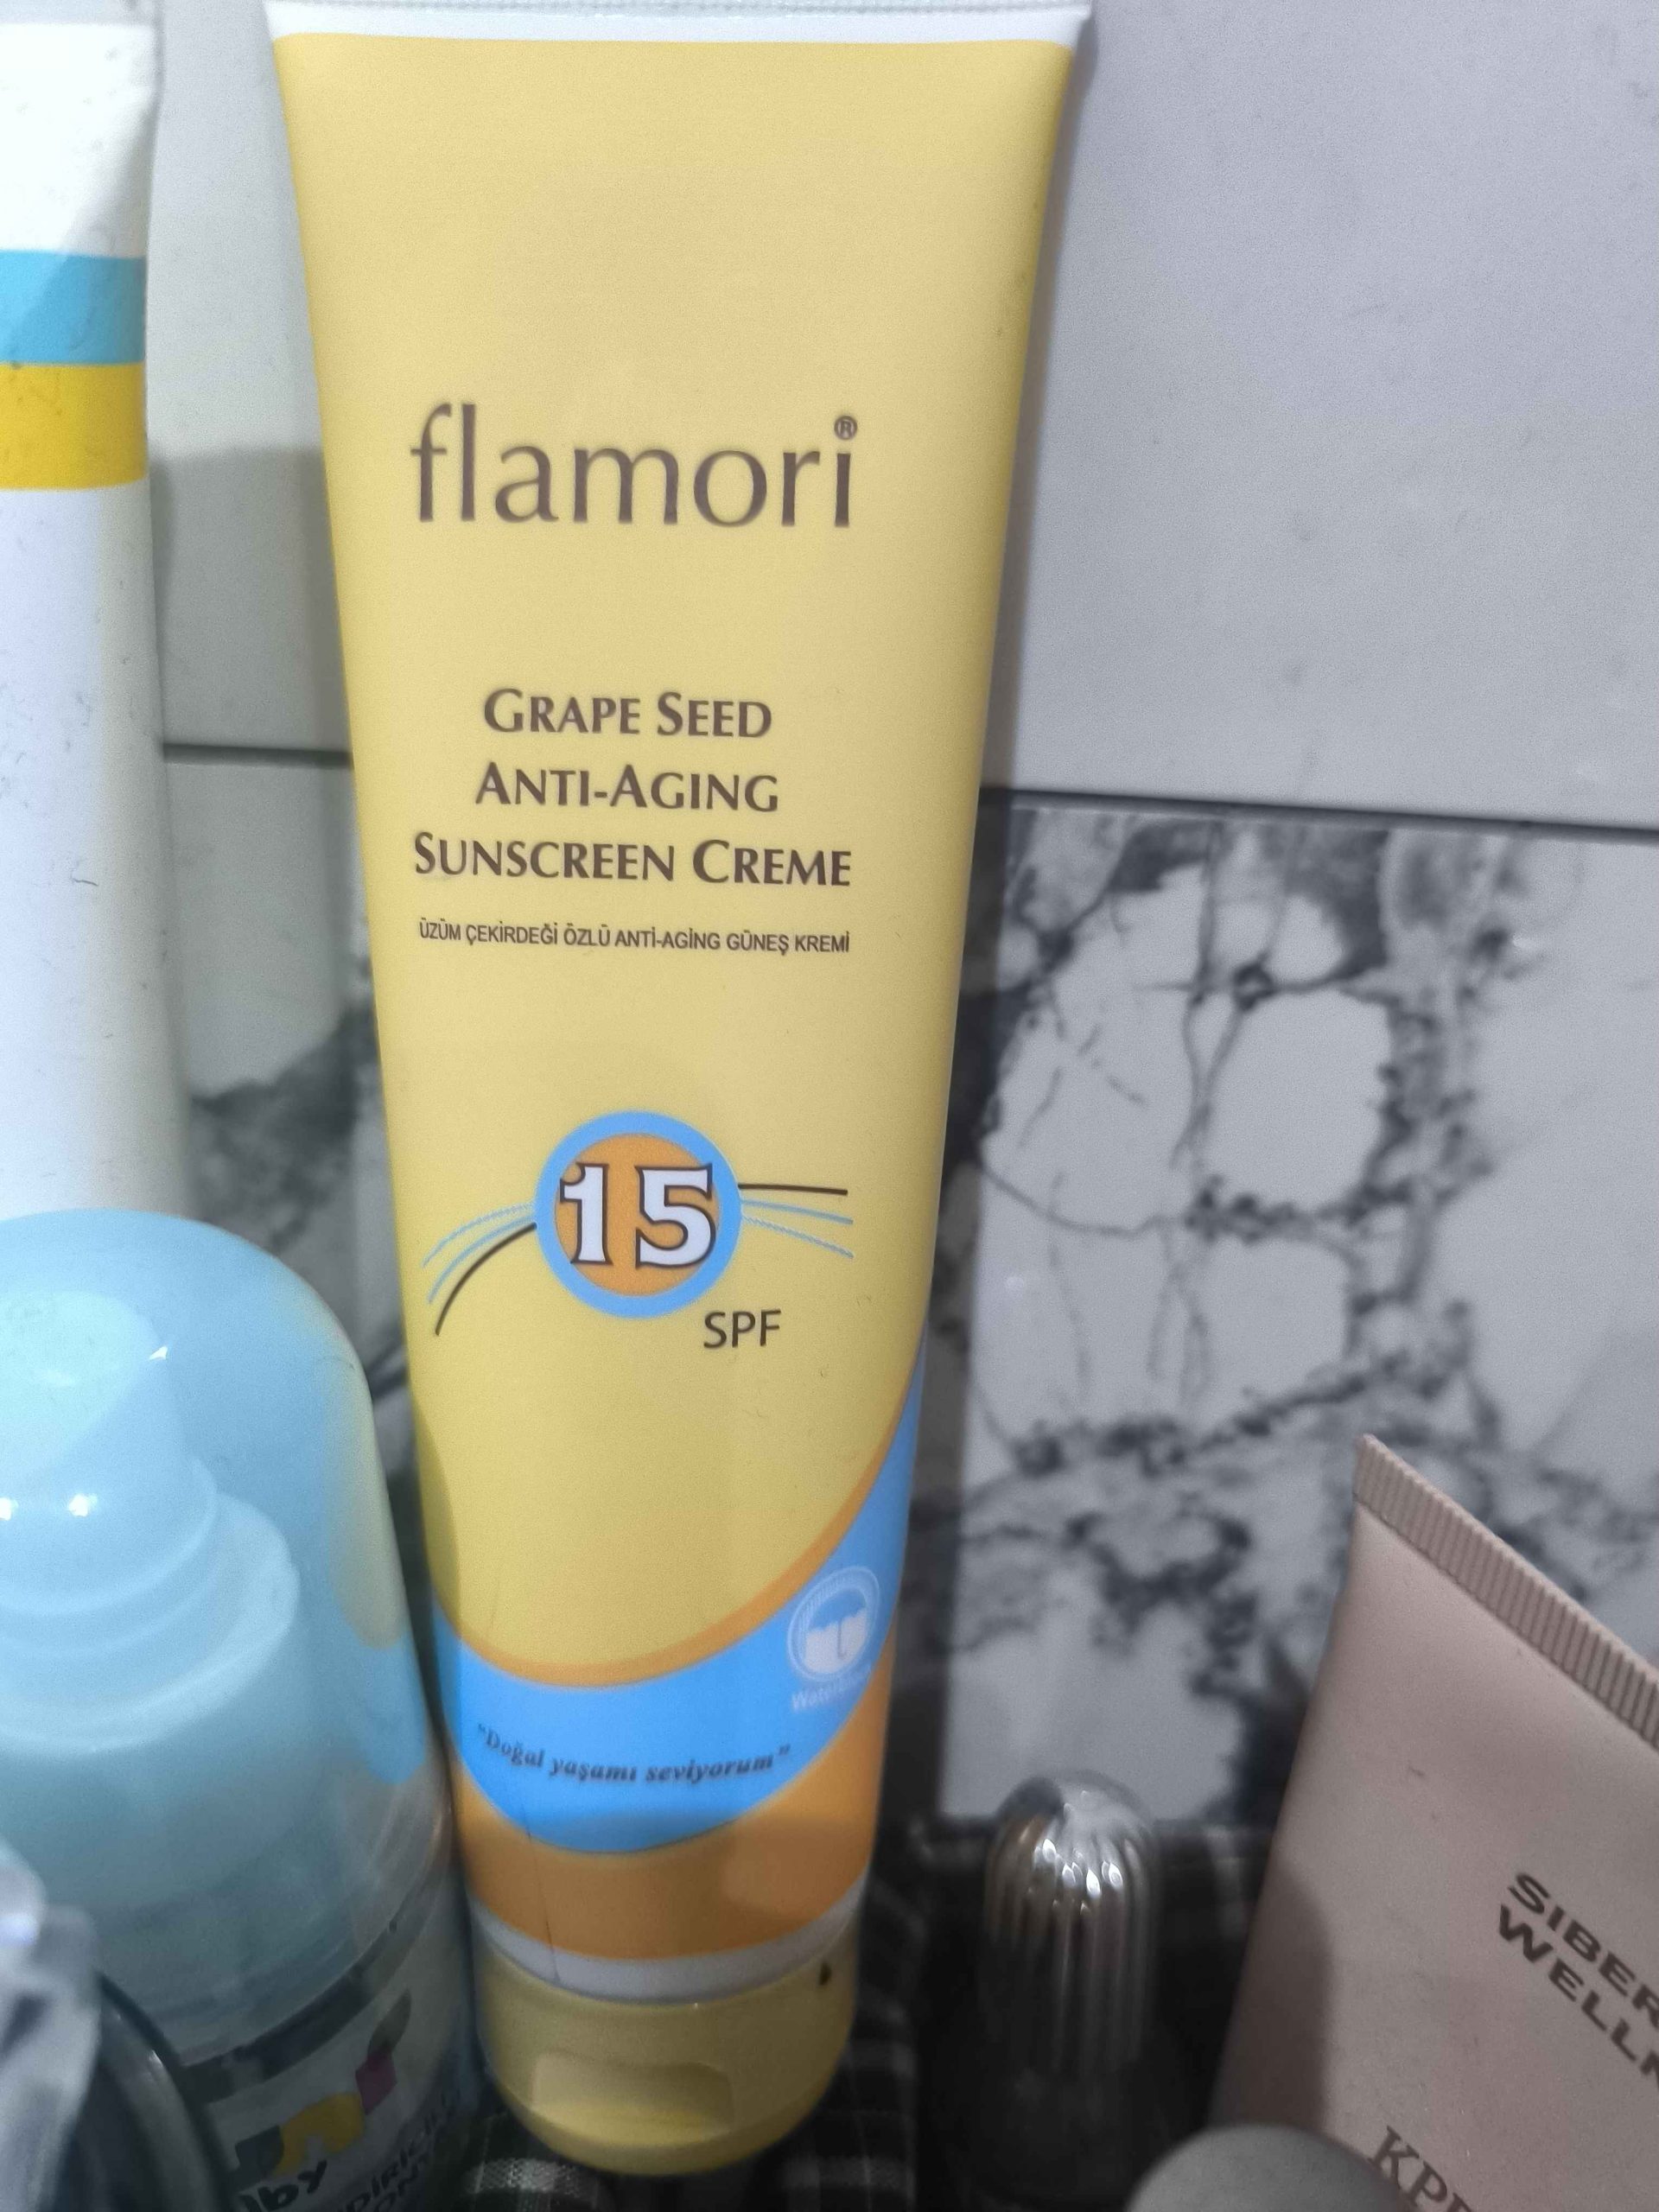 flamori®
GRAPE SEED
ANTI-AGING
SUNSCREEN CREME
ÜZÜM ÇEKİRDEĞİ ÖZLÜ ANTİ-AGİNG GÜNEŞ KREMİ
15
SPF
"Doğal yaşamı seviyorum"
SIBER
WELLN